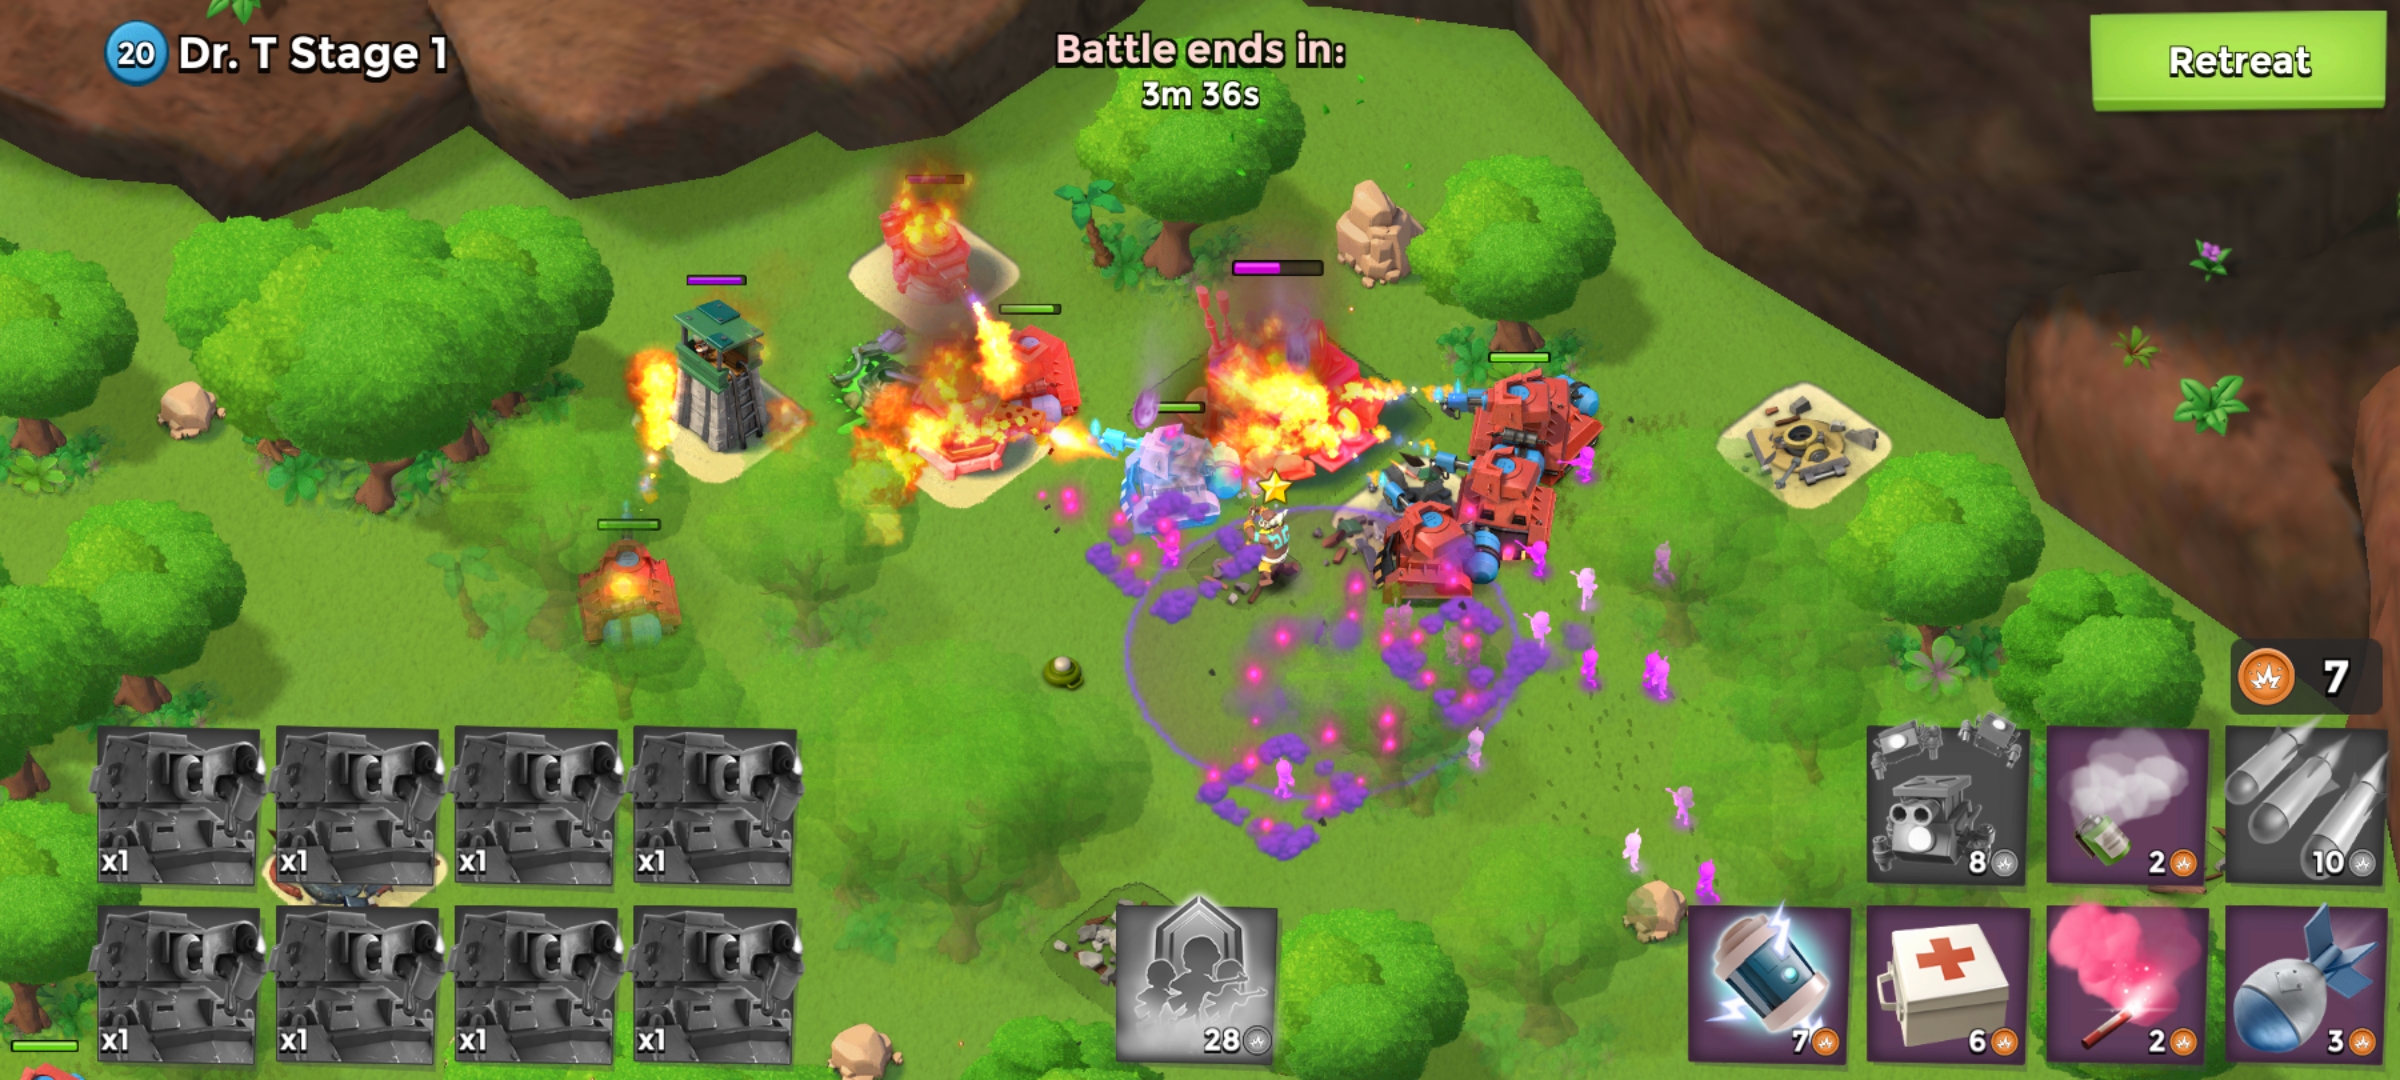 20 Dr. T Stage 1
Battle ends in:
3m 36s
Retreat
7
x1 x1 x1 x1
8 2 10
x1 x1 x1 x1
28
7 6 2 3